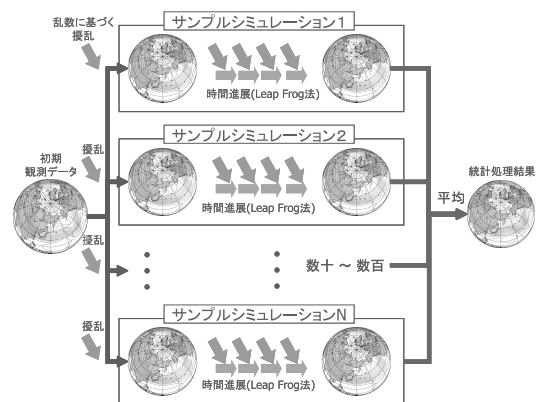 乱数に基づく
擾乱
サンプルシミュレーション1
時間進展(Leap Frog法)
擾乱
サンプルシミュレーション2
時間進展(Leap Frog法)
初期
観測データ
擾乱
数十 ～ 数百
擾乱
サンプルシミュレーションN
時間進展(Leap Frog法)
平均
統計処理結果